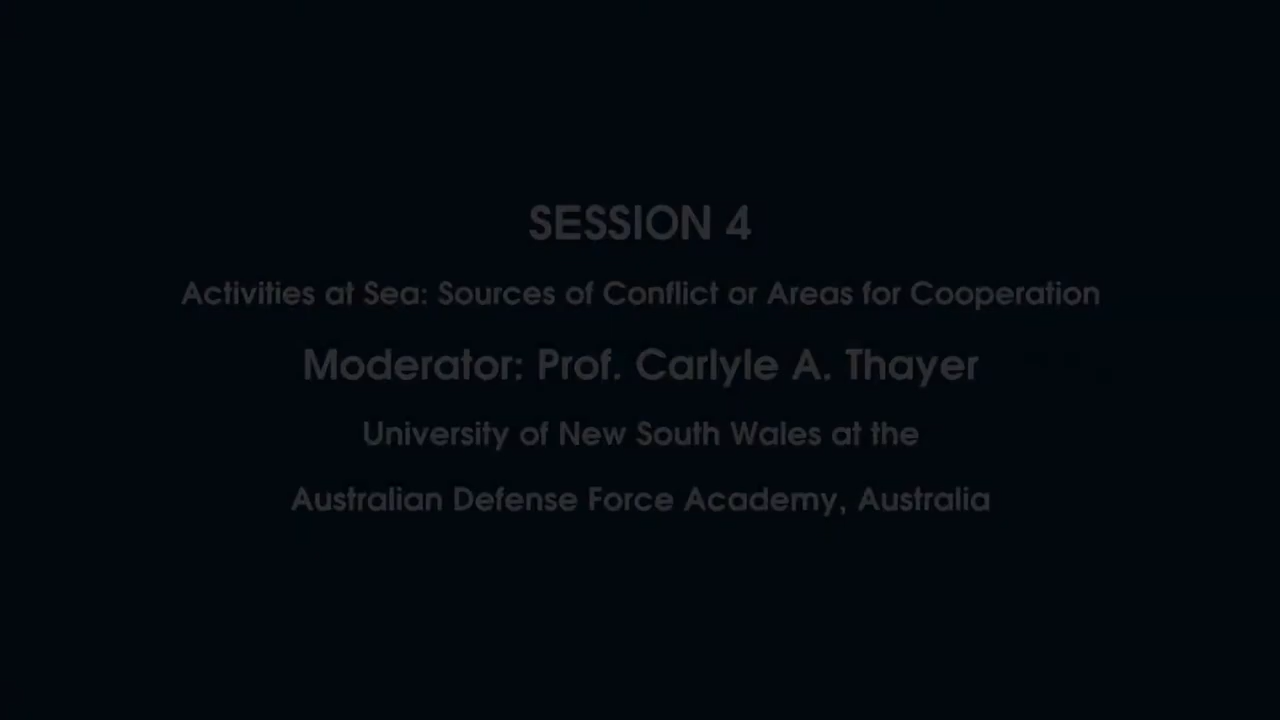 SESSION 4
Activities at Sea: Sources of Conflict or Areas for Cooperation
Moderator: Prof. Carlyle A. Thayer
University of New South Wales at the
Australian Defense Force Academy, Australia